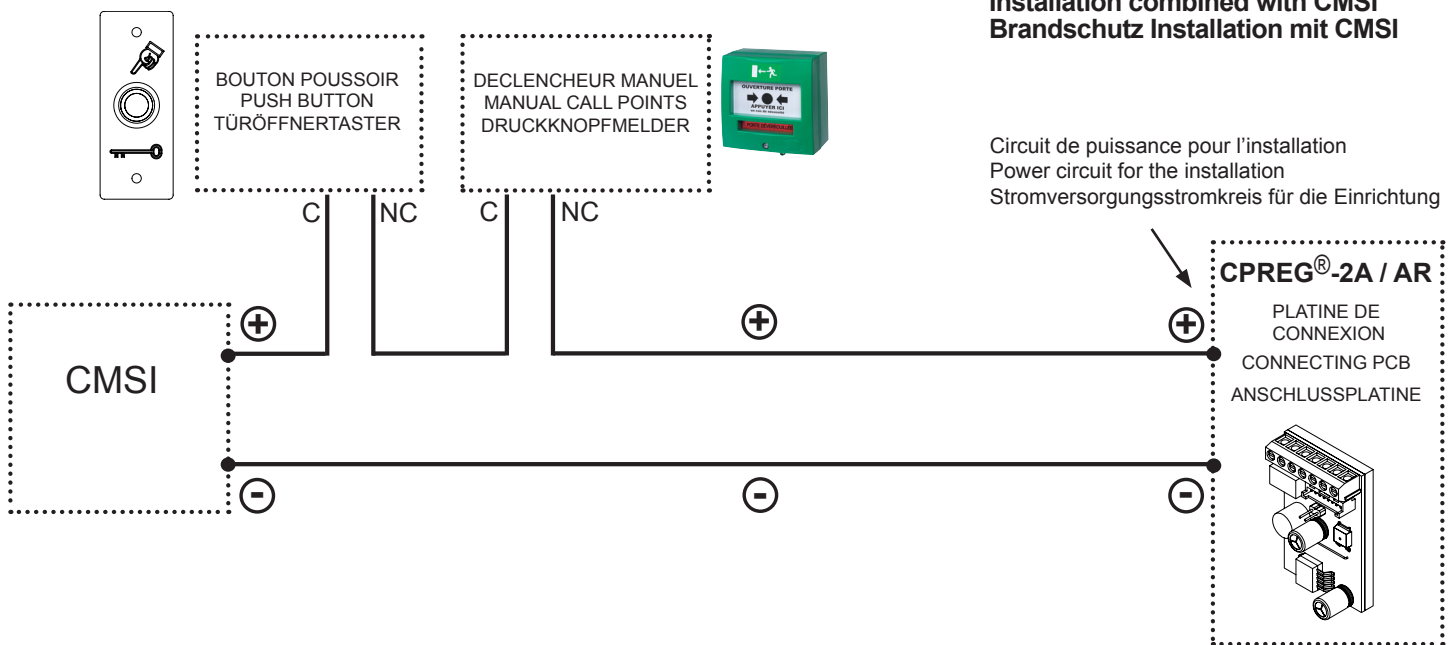 Installation combined with CMSI
Brandschutz Installation mit CMSI
BOUTON POUSSOIR
PUSH BUTTON
TÜRÖFFNERTASTER
DECLENCHEUR MANUEL
MANUAL CALL POINTS
DRUCKKNOPFMELDER
OUVERTURE PORTE
APPUYER ICI
Circuit de puissance pour l'installation
Power circuit for the installation
Stromversorgungsstromkreis für die Einrichtung
C
NC
C
NC
CPREG®-2A / AR
PLATINE DE
CONNEXION
CONNECTING PCB
ANSCHLUSSPLATINE
+
+
+
CMSI
-
-
-